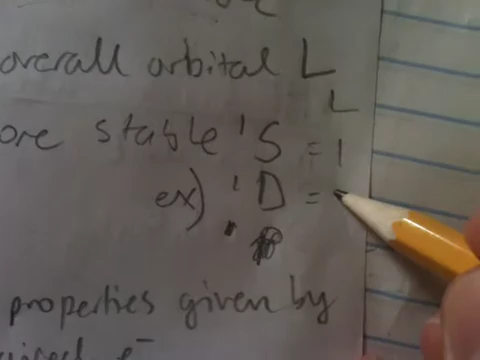 overall orbital L
L
ore stable ¹S = 1
ex) ¹D =
properties given by